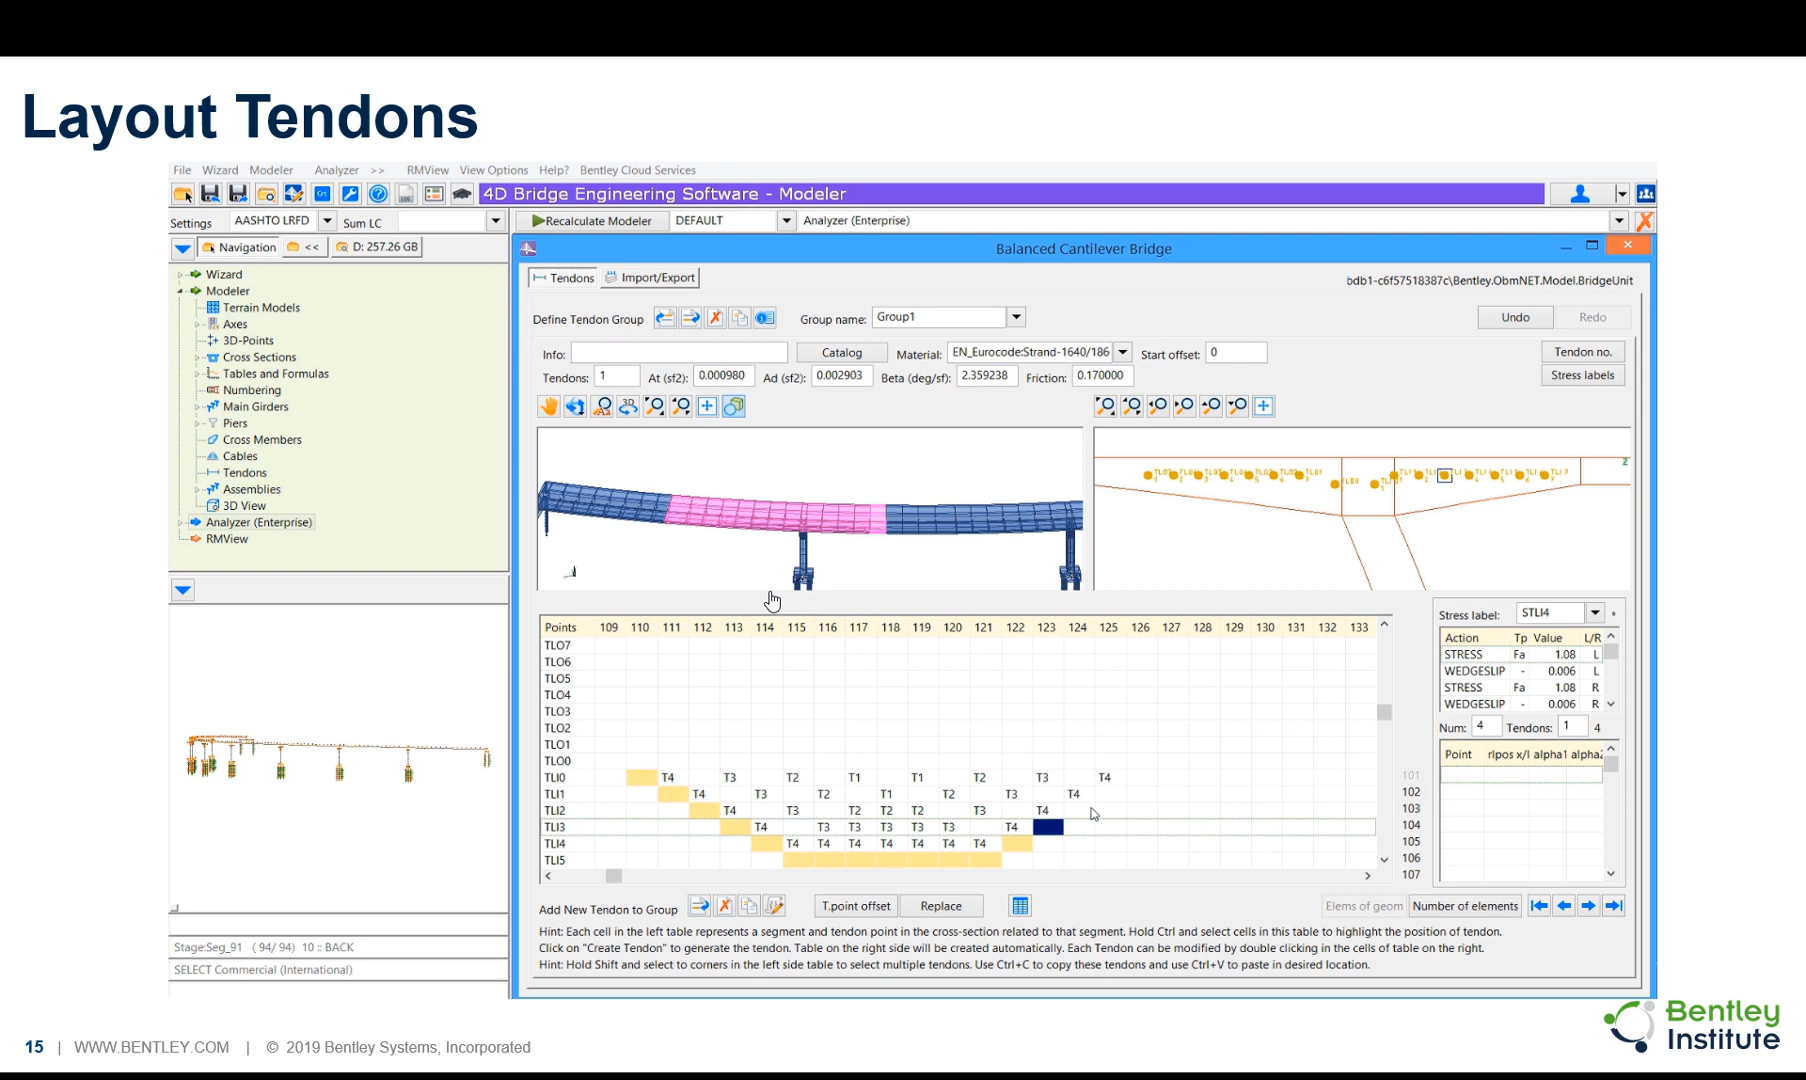 Layout Tendons
File Wizard Modeler Analyzer >> RMView View Options Help? Bentley Cloud Services
4D Bridge Engineering Software - Modeler
Settings AASHTO LRFD Sum LC Recalculate Modeler DEFAULT Analyzer (Enterprise)
Navigation << D: 257.26 GB
Balanced Cantilever Bridge
Wizard
Modeler
Terrain Models
Axes
3D-Points
Cross Sections
Tables and Formulas
Numbering
Main Girders
Piers
Cross Members
Cables
Tendons
Assemblies
3D View
Analyzer (Enterprise)
RMView
Stage:Seg_91 ( 94/ 94) 10 :: BACK
SELECT Commercial (International)
Tendons Import/Export
bdb1-c6f57518387c\Bentley.ObmNET.Model.BridgeUnit
Define Tendon Group Group name: Group1 Undo Redo
Info: Catalog Material: EN_Eurocode:Strand-1640/186 Start offset: 0 Tendon no.
Tendons: 1 At (sf2): 0.000980 Ad (sf2): 0.002903 Beta (deg/sf): 2.359238 Friction: 0.170000 Stress labels
Points 109 110 111 112 113 114 115 116 117 118 119 120 121 122 123 124 125 126 127 128 129 130 131 132 133
TLO7
TLO6
TLO5
TLO4
TLO3
TLO2
TLO1
TLO0
TLI0 T4 T3 T2 T1 T1 T2 T3 T4
TLI1 T4 T3 T2 T1 T2 T3 T4
TLI2 T4 T3 T2 T2 T2 T3 T4
TLI3 T4 T3 T3 T3 T3 T3 T4
TLI4 T4 T4 T4 T4 T4 T4 T4
TLI5
101
102
103
104
105
106
107
Stress label: STLI4 *
Action Tp Value L/R
STRESS Fa 1.08 L
WEDGESLIP - 0.006 L
STRESS Fa 1.08 R
WEDGESLIP - 0.006 R
Num: 4 Tendons: 1 4
Point rlpos x/l alpha1 alpha2
Add New Tendon to Group T.point offset Replace Elems of geom Number of elements
Hint: Each cell in the left table represents a segment and tendon point in the cross-section related to that segment. Hold Ctrl and select cells in this table to highlight the position of tendon.
Click on "Create Tendon" to generate the tendon. Table on the right side will be created automatically. Each Tendon can be modified by double clicking in the cells of table on the right.
Hint: Hold Shift and select to corners in the left side table to select multiple tendons. Use Ctrl+C to copy these tendons and use Ctrl+V to paste in desired location.
15 | WWW.BENTLEY.COM | © 2019 Bentley Systems, Incorporated
Bentley
Institute